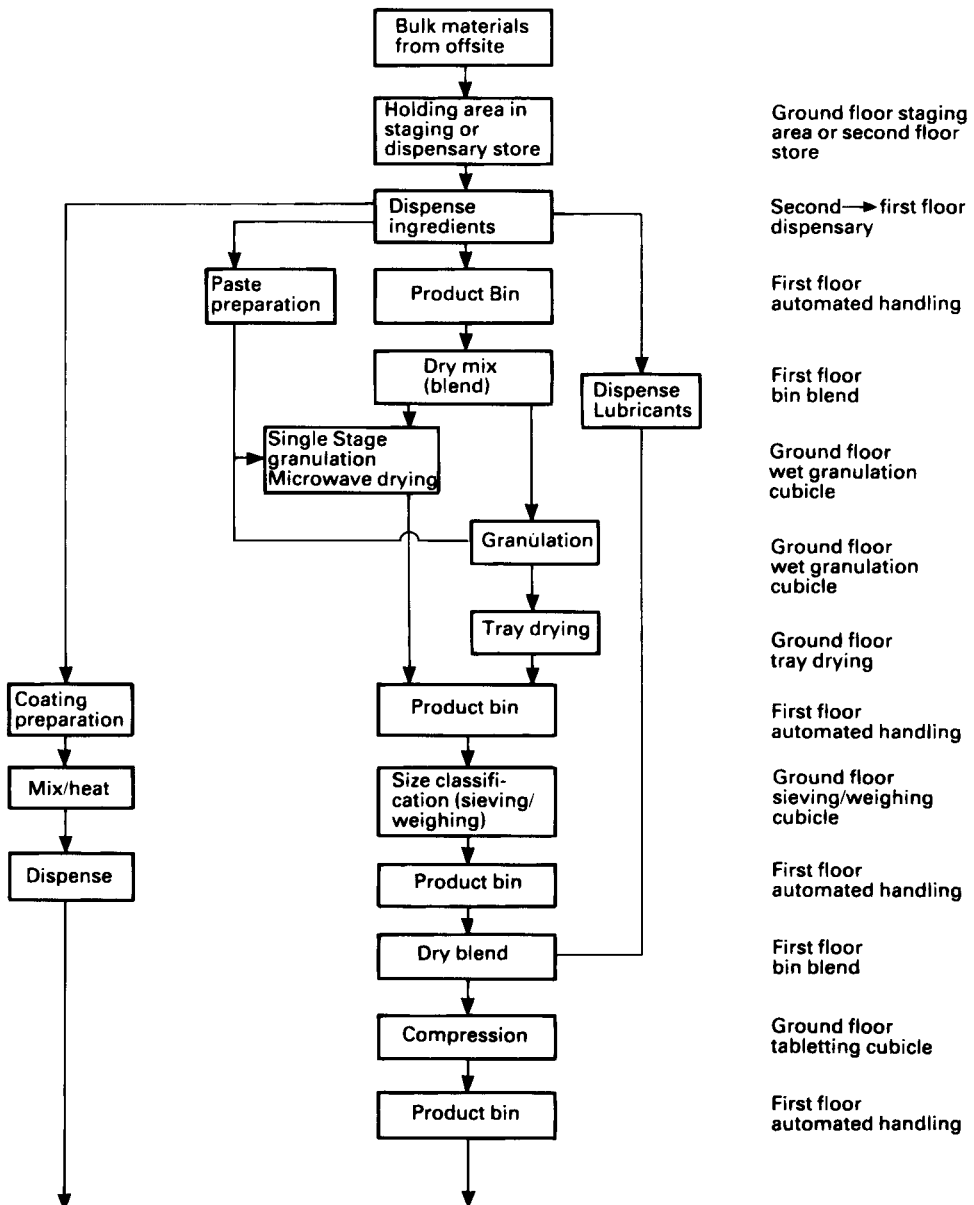 Bulk materials
from offsite
Holding area in
staging or
dispensary store
Ground floor staging
area or second floor
store
Dispense
ingredients
Second→first floor
dispensary
Paste
preparation
Product Bin
First floor
automated handling
Dry mix
(blend)
Dispense
Lubricants
First floor
bin blend
Single Stage
granulation
Microwave drying
Ground floor
wet granulation
cubicle
Granulation
Ground floor
wet granulation
cubicle
Tray drying
Ground floor
tray drying
Coating
preparation
Product bin
First floor
automated handling
Mix/heat
Size classifi-
cation (sieving/
weighing)
Ground floor
sieving/weighing
cubicle
Dispense
Product bin
First floor
automated handling
Dry blend
First floor
bin blend
Compression
Ground floor
tabletting cubicle
Product bin
First floor
automated handling